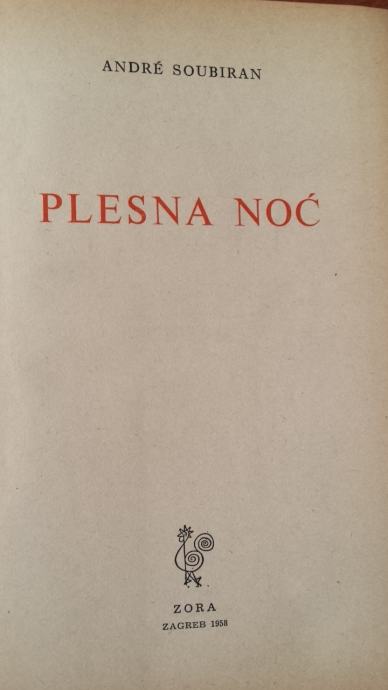 ANDRÉ SOUBIRAN
PLESNA NOĆ
ZORA
ZAGREB 1958